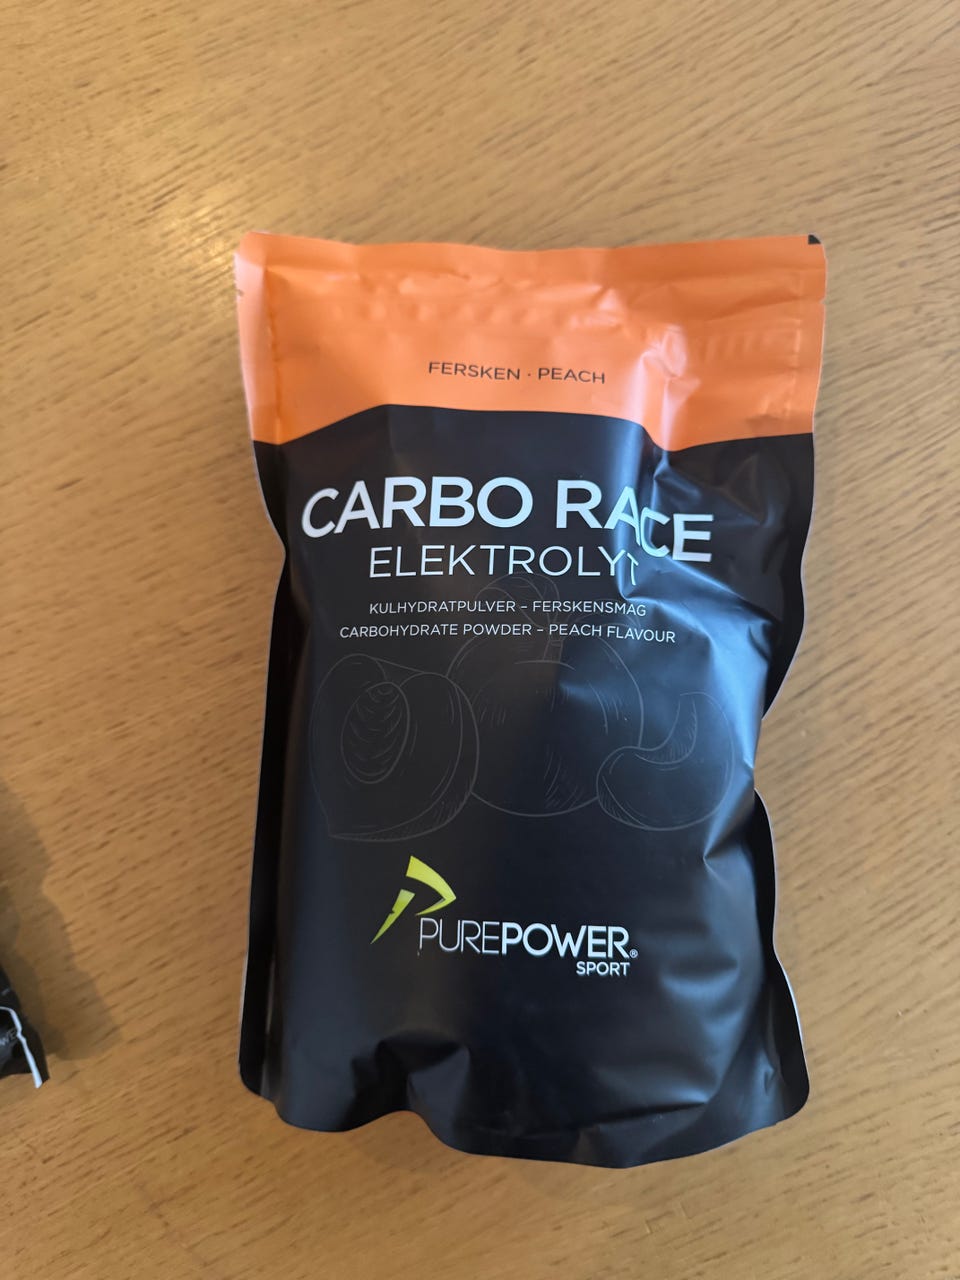 FERSKEN · PEACH
CARBO RACE
ELEKTROLYT
KULHYDRATPULVER – FERSKENSMAG
CARBOHYDRATE POWDER – PEACH FLAVOUR
PUREPOWER®
SPORT